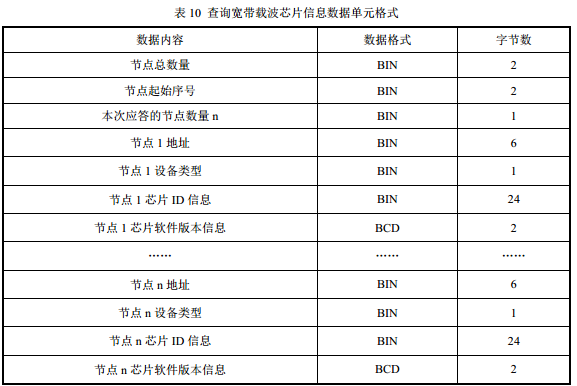 表 10 查询宽带载波芯片信息数据单元格式
数据内容 数据格式 字节数
节点总数量 BIN 2
节点起始序号 BIN 2
本次应答的节点数量 n BIN 1
节点 1 地址 BIN 6
节点 1 设备类型 BIN 1
节点 1 芯片 ID 信息 BIN 24
节点 1 芯片软件版本信息 BCD 2
…… …… ……
节点 n 地址 BIN 6
节点 n 设备类型 BIN 1
节点 n 芯片 ID 信息 BIN 24
节点 n 芯片软件版本信息 BCD 2